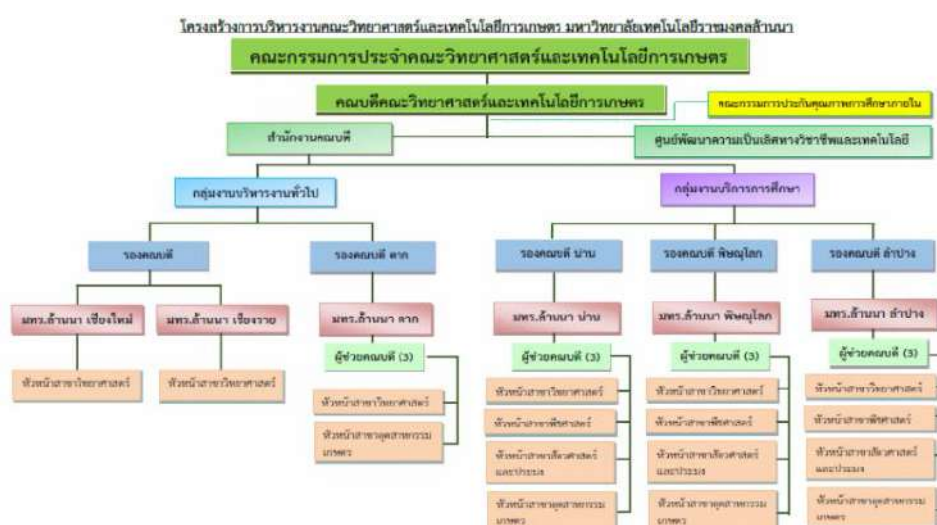 โครงสร้างการบริหารงานคณะวิทยาศาสตร์และเทคโนโลยีการเกษตร มหาวิทยาลัยเทคโนโลยีราชมงคลล้านนา
คณะกรรมการประจำคณะวิทยาศาสตร์และเทคโนโลยีการเกษตร
คณบดีคณะวิทยาศาสตร์และเทคโนโลยีการเกษตร
คณะกรรมการประกันคุณภาพการศึกษาภายใน
สำนักงานคณบดี
ศูนย์พัฒนาความเป็นเลิศทางวิชาชีพและเทคโนโลยี
กลุ่มงานบริหารงานทั่วไป
กลุ่มงานบริการการศึกษา
รองคณบดี
รองคณบดี ตาก
รองคณบดี น่าน
รองคณบดี พิษณุโลก
รองคณบดี ลำปาง
มทร.ล้านนา เชียงใหม่
มทร.ล้านนา เชียงราย
มทร.ล้านนา ตาก
มทร.ล้านนา น่าน
มทร.ล้านนา พิษณุโลก
มทร.ล้านนา ลำปาง
ผู้ช่วยคณบดี (3)
ผู้ช่วยคณบดี (3)
ผู้ช่วยคณบดี (3)
ผู้ช่วยคณบดี (3)
หัวหน้าสาขาวิทยาศาสตร์
หัวหน้าสาขาวิทยาศาสตร์
หัวหน้าสาขาวิทยาศาสตร์
หัวหน้าสาขาอุตสาหกรรม
เกษตร
หัวหน้าสาขาวิทยาศาสตร์
หัวหน้าสาขาพืชศาสตร์
หัวหน้าสาขาสัตวศาสตร์
และประมง
หัวหน้าสาขาอุตสาหกรรม
เกษตร
หัวหน้าสาขาวิทยาศาสตร์
หัวหน้าสาขาพืชศาสตร์
หัวหน้าสาขาสัตวศาสตร์
และประมง
หัวหน้าสาขาอุตสาหกรรม
เกษตร
หัวหน้าสาขาวิทยาศาสตร์
หัวหน้าสาขาพืชศาสตร์
หัวหน้าสาขาสัตวศาสตร์
และประมง
หัวหน้าสาขาอุตสาหกรรม
เกษตร